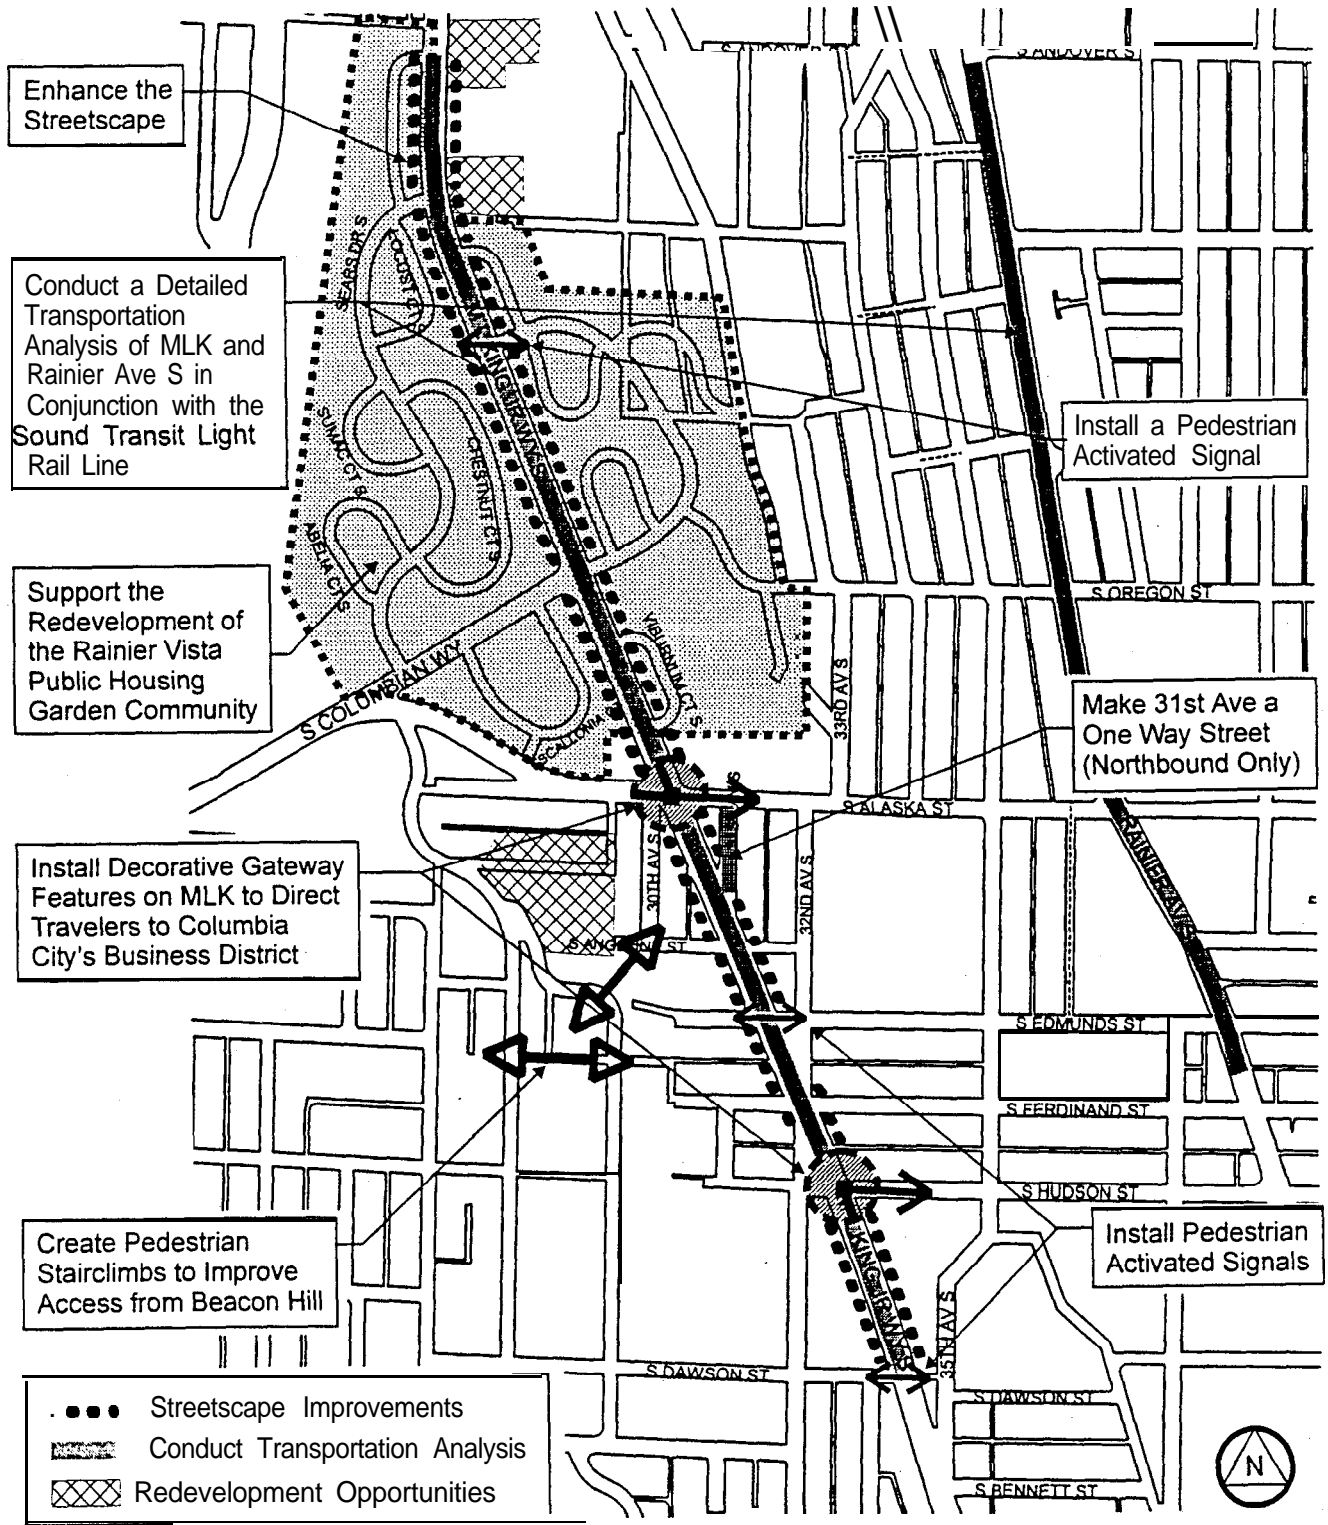 S ANDOVER S
Enhance the
Streetscape
SEARS DR S
LOCUST CT S
Conduct a Detailed
Transportation
Analysis of MLK and
Rainier Ave S in
Conjunction with the
Sound Transit Light
Rail Line
Install a Pedestrian
Activated Signal
SUMAC CT S
CHESTNUT CT S
ABELIA CT S
Support the
Redevelopment of
the Rainier Vista
Public Housing
Garden Community
S OREGON ST
VIBURNUM CT S
33RD AV S
S COLUMBIAN WY
SCALLONIA
Make 31st Ave a
One Way Street
(Northbound Only)
S ALASKA ST
RAINIER AV S
Install Decorative Gateway
Features on MLK to Direct
Travelers to Columbia
City's Business District
30TH AV S
32ND AV S
S EDMUNDS ST
S FERDINAND ST
S HUDSON ST
Create Pedestrian
Stairclimbs to Improve
Access from Beacon Hill
Install Pedestrian
Activated Signals
35TH AV S
S DAWSON ST
S DAWSON ST
S BENNETT ST
Streetscape Improvements
Conduct Transportation Analysis
Redevelopment Opportunities
N